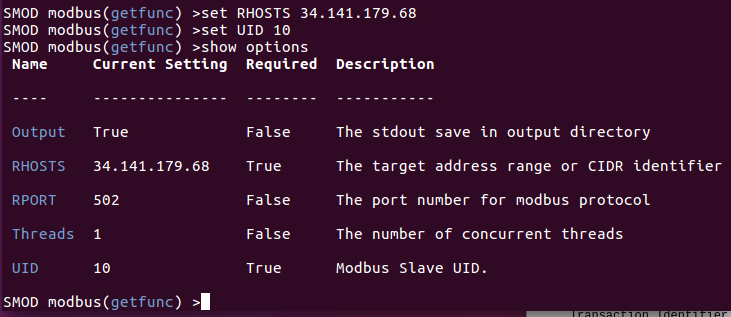 SMOD modbus(getfunc) >set RHOSTS 34.141.179.68
SMOD modbus(getfunc) >set UID 10
SMOD modbus(getfunc) >show options
Name Current Setting Required Description
---- --------------- -------- -----------
Output True False The stdout save in output directory
RHOSTS 34.141.179.68 True The target address range or CIDR identifier
RPORT 502 False The port number for modbus protocol
Threads 1 False The number of concurrent threads
UID 10 True Modbus Slave UID.
SMOD modbus(getfunc) >
Transaction Identifier